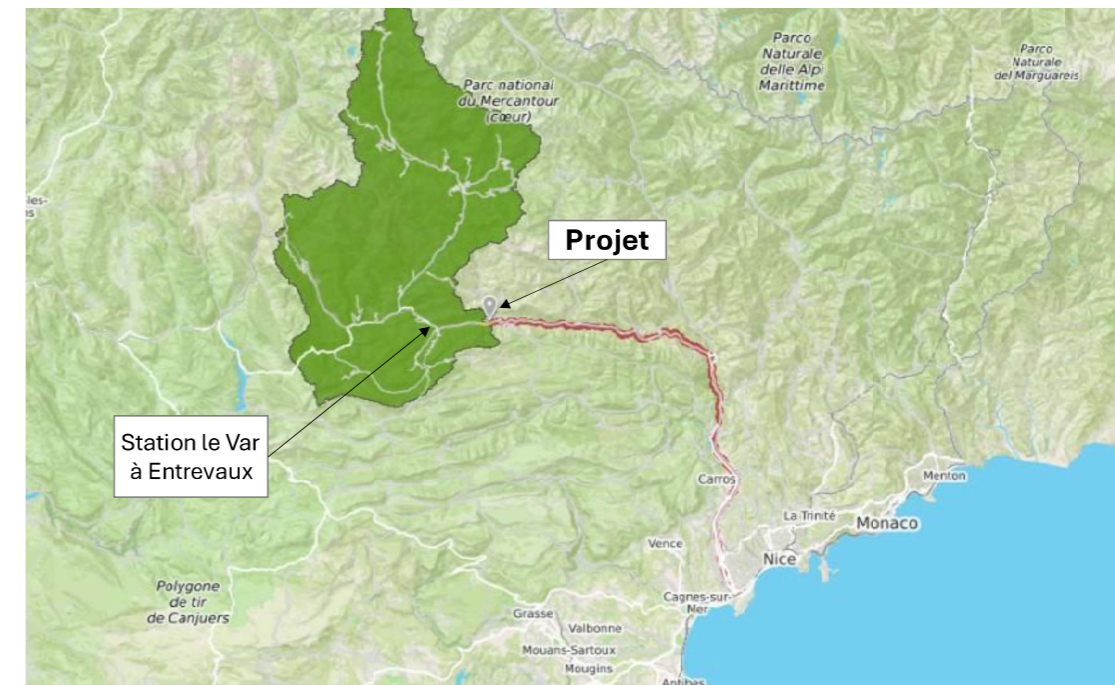 Parco
Naturale
delle Alpi
Marittime
Parco
Naturale
del Marguareis
Parc national
du Mercantour
(cœur)
les-
Projet
Station le Var
à Entrevaux
Carros
Menton
La Trinité
Monaco
Vence
Nice
Polygone
de tir
de Canjuers
Cagnes-sur-
Mer
Grasse
Valbonne
Mouans-Sartoux
Mougins
Antibes